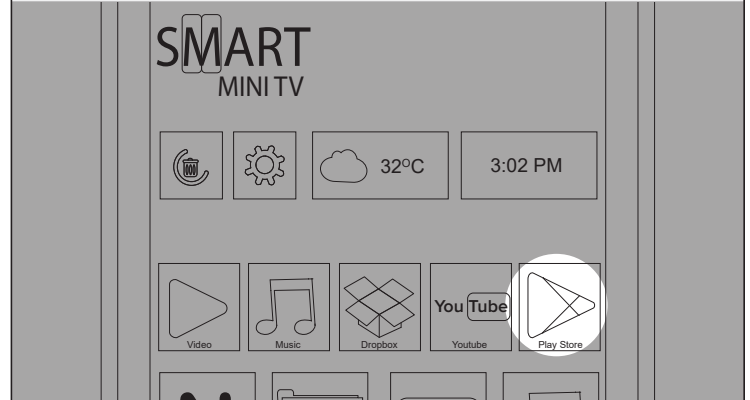 SMART
MINI TV
32°C
3:02 PM
You Tube
Video
Music
Dropbox
Youtube
Play Store